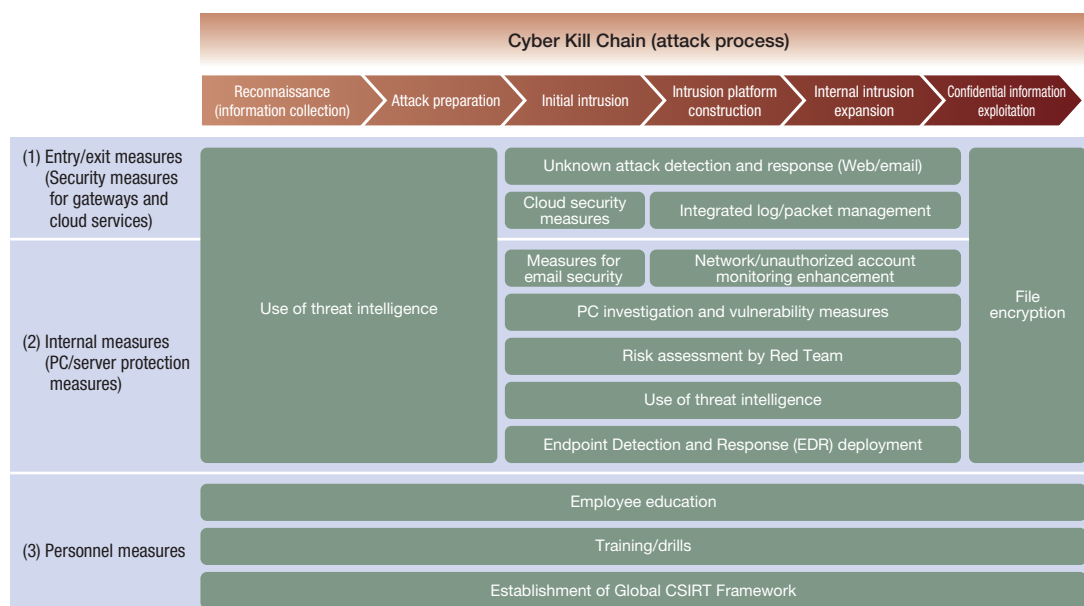 Cyber Kill Chain (attack process)
Reconnaissance
(information collection)
Attack preparation
Initial intrusion
Intrusion platform
construction
Internal intrusion
expansion
Confidential information
exploitation
(1) Entry/exit measures
(Security measures
for gateways and
cloud services)
Use of threat intelligence
Unknown attack detection and response (Web/email)
Cloud security
measures
Integrated log/packet management
File
encryption
(2) Internal measures
(PC/server protection
measures)
Measures for
email security
Network/unauthorized account
monitoring enhancement
PC investigation and vulnerability measures
Risk assessment by Red Team
Use of threat intelligence
Endpoint Detection and Response (EDR) deployment
(3) Personnel measures
Employee education
Training/drills
Establishment of Global CSIRT Framework